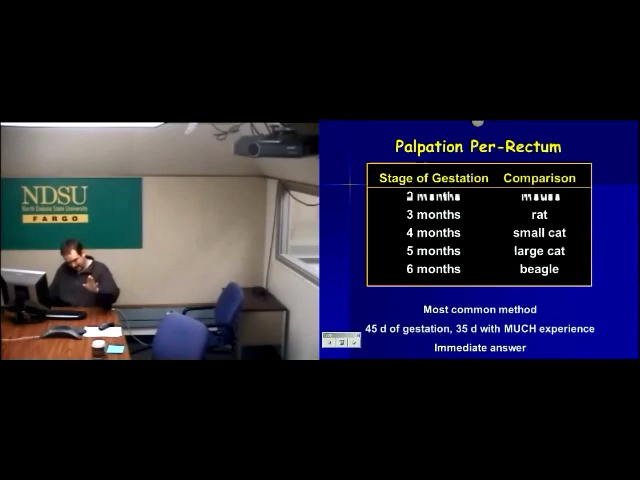 NDSU
North Dakota State University
FARGO
Palpation Per-Rectum
Stage of Gestation Comparison
2 months mouse
3 months rat
4 months small cat
5 months large cat
6 months beagle
Most common method
45 d of gestation, 35 d with MUCH experience
Immediate answer